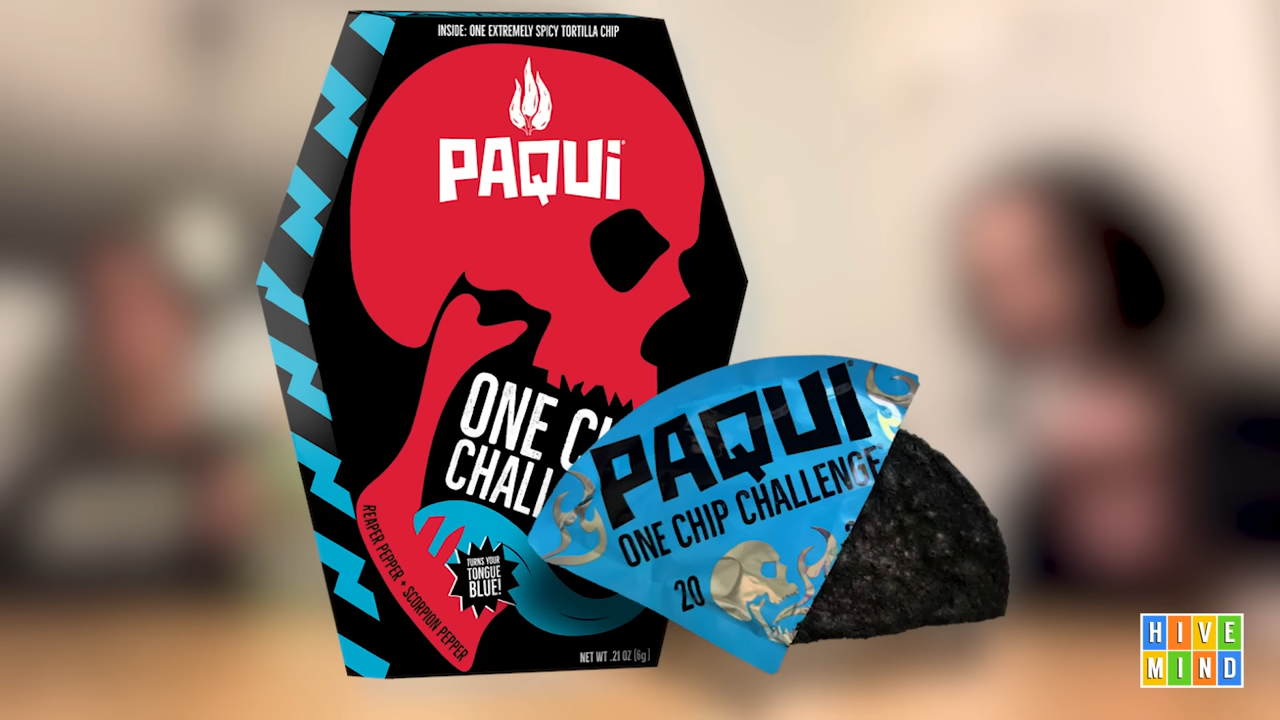 INSIDE: ONE EXTREMELY SPICY TORTILLA CHIP
PAQUI
ONE
CHALL
REAPER PEPPER + SCORPION PEPPER
TURNS YOUR
TONGUE
BLUE!
NET WT .21 OZ (6g)
PAQUI
ONE CHIP CHALLENGE
20
HIVE
MIND